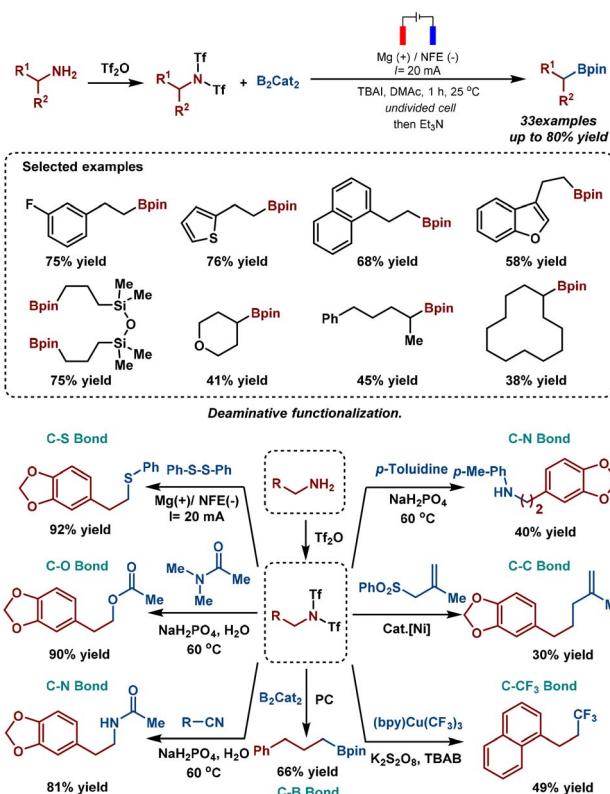 R1
NH2
R2
Tf2O
R1
Tf
N
Tf
R2
+ B2Cat2
Mg (+) / NFE (-)
I= 20 mA
TBAI, DMAc, 1 h, 25 °C
undivided cell
then Et3N
R1
Bpin
R2
33examples
up to 80% yield
Selected examples
F
Bpin
75% yield
S
Bpin
76% yield
Bpin
68% yield
O
Bpin
58% yield
Bpin
Si
Me
Me
O
Bpin
Si
Me
Me
75% yield
Bpin
O
41% yield
Ph
Bpin
Me
45% yield
Bpin
38% yield
Deaminative functionalization.
C-S Bond
O
O
S
Ph
92% yield
Ph-S-S-Ph
Mg(+)/ NFE(-)
I= 20 mA
R
NH2
Tf2O
p-Toluidine
NaH2PO4
60 °C
C-N Bond
p-Me-Ph
HN
( )2
O
O
40% yield
C-O Bond
O
O
O
O
Me
90% yield
Me
N
Me
O
Me
NaH2PO4, H2O
60 °C
R
Tf
N
Tf
PhO2S
Me
Cat.[Ni]
C-C Bond
O
O
30% yield
C-N Bond
O
O
HN
O
Me
81% yield
R—CN
NaH2PO4, H2O
60 °C
B2Cat2
PC
Ph
Bpin
66% yield
C-B Bond
(bpy)Cu(CF3)3
K2S2O8, TBAB
C-CF3 Bond
CF3
49% yield